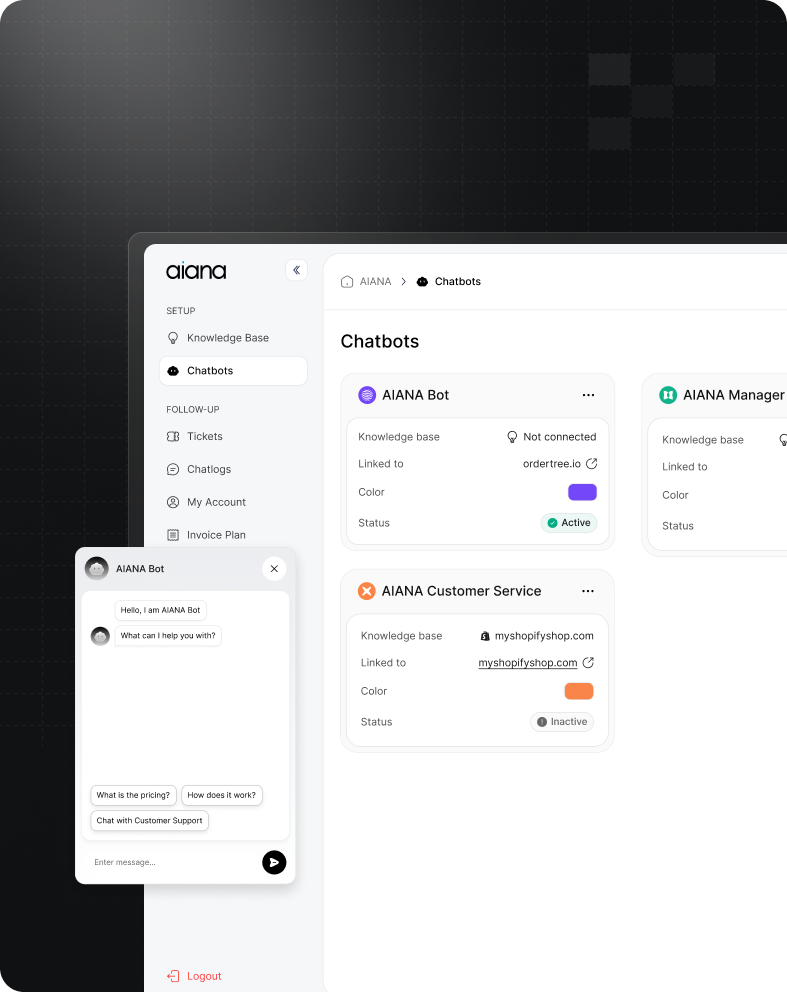 aiana
SETUP
Knowledge Base
Chatbots
FOLLOW-UP
Tickets
Chatlogs
My Account
Invoice Plan
Logout
AIANA Chatbots
Chatbots
AIANA Bot
Knowledge base Not connected
Linked to ordertree.io
Color
Status Active
AIANA Manager
Knowledge base
Linked to
Color
Status
AIANA Customer Service
Knowledge base myshopifyshop.com
Linked to myshopifyshop.com
Color
Status Inactive
AIANA Bot
Hello, I am AIANA Bot
What can I help you with?
What is the pricing? How does it work?
Chat with Customer Support
Enter message...